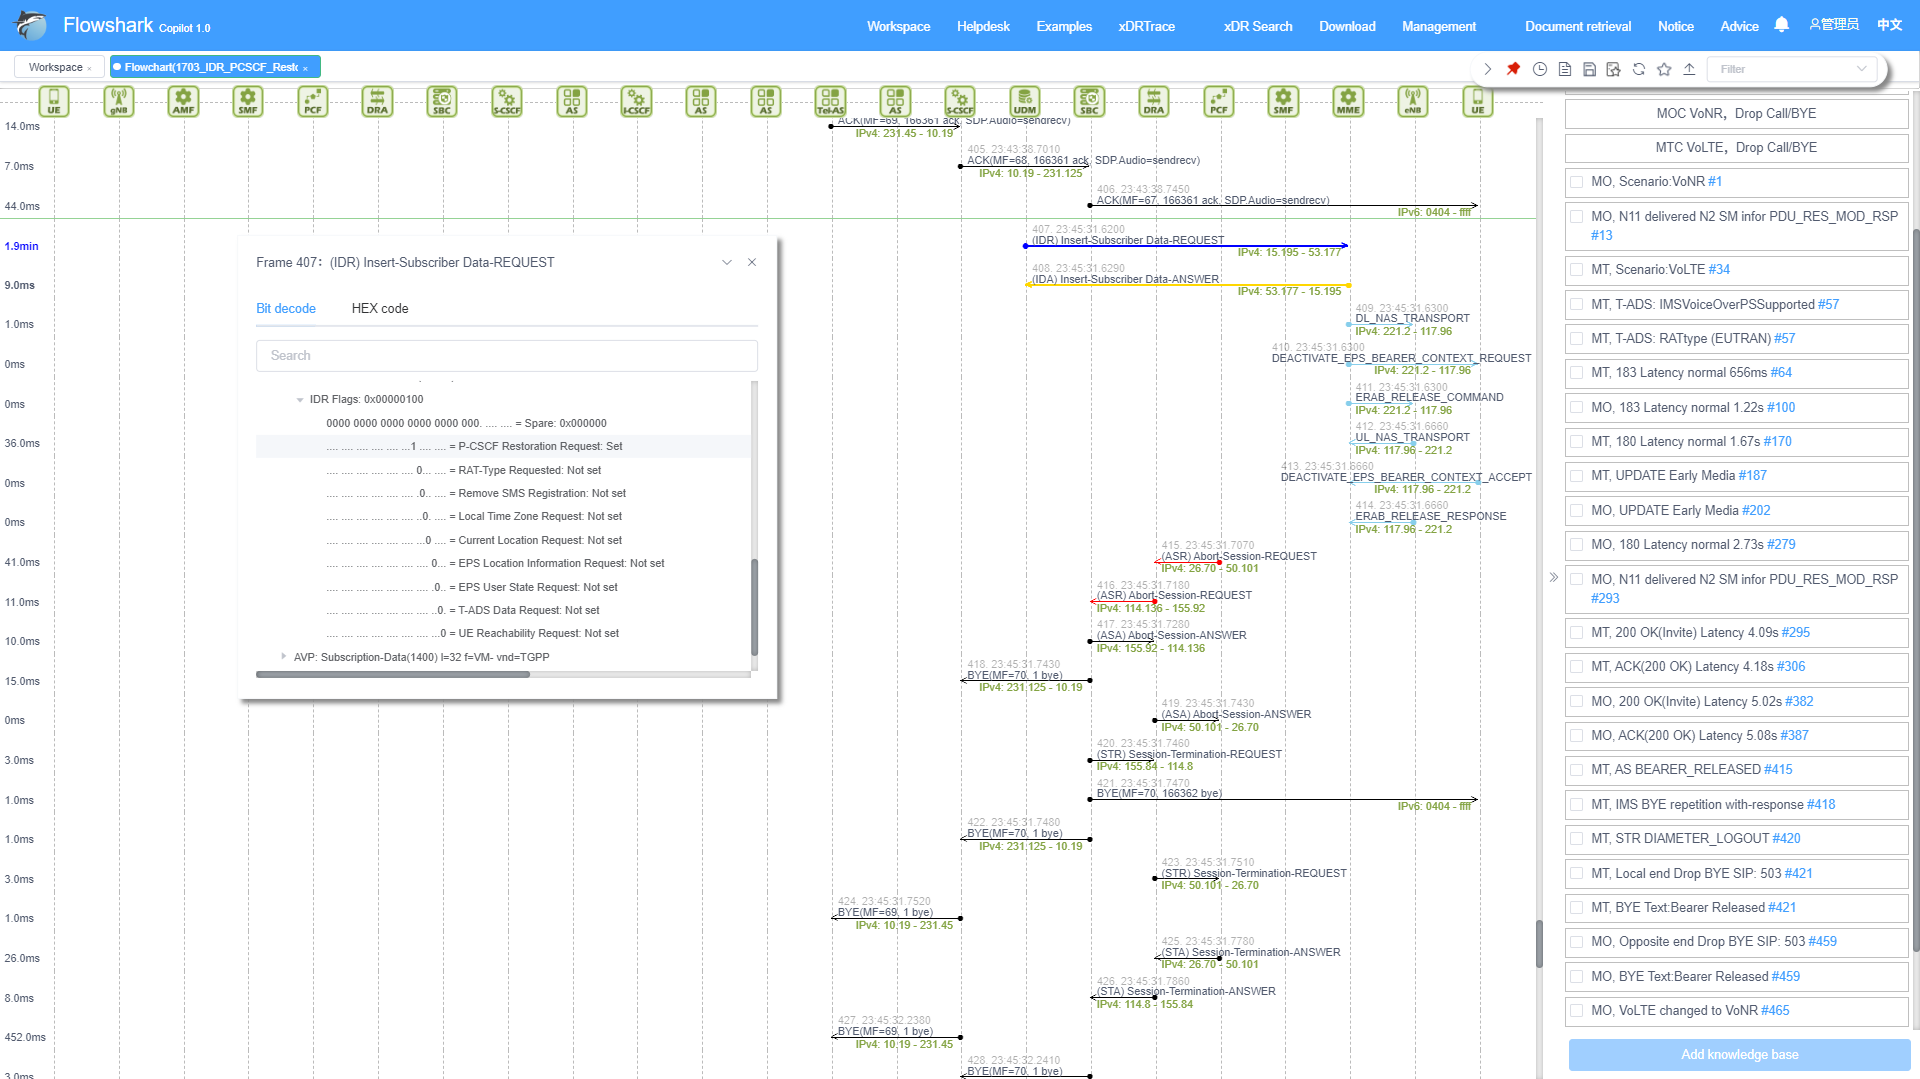 Flowshark Copilot 1.0
Workspace Helpdesk Examples xDRTrace xDR Search Download Management Document retrieval Notice Advice 管理员 中文
Workspace × Flowchart(1703_IDR_PCSCF_Resto ×
Filter
UE gNB AMF SMF PCF DRA SBC S-CSCF AS I-CSCF AS AS Tel-AS AS S-CSCF UDM SBC DRA PCF SMF MME eNB UE
14.0ms
ACK(MF=69, 166361 ack, SDP.Audio=sendrecv)
IPv4: 231.45 - 10.19
7.0ms
405. 23:43:38.7010
ACK(MF=68, 166361 ack, SDP.Audio=sendrecv)
IPv4: 10.19 - 231.125
44.0ms
406. 23:43:38.7450
ACK(MF=67, 166361 ack, SDP.Audio=sendrecv)
IPv6: 0404 - ffff
1.9min
407. 23:45:31.6200
(IDR) Insert-Subscriber Data-REQUEST
IPv4: 15.195 - 53.177
9.0ms
408. 23:45:31.6290
(IDA) Insert-Subscriber Data-ANSWER
IPv4: 53.177 - 15.195
1.0ms
409. 23:45:31.6300
DL_NAS_TRANSPORT
IPv4: 221.2 - 117.96
0ms
410. 23:45:31.6300
DEACTIVATE_EPS_BEARER_CONTEXT_REQUEST
IPv4: 221.2 - 117.96
0ms
411. 23:45:31.6300
ERAB_RELEASE_COMMAND
IPv4: 221.2 - 117.96
36.0ms
412. 23:45:31.6660
UL_NAS_TRANSPORT
IPv4: 117.96 - 221.2
0ms
413. 23:45:31.6660
DEACTIVATE_EPS_BEARER_CONTEXT_ACCEPT
IPv4: 117.96 - 221.2
0ms
414. 23:45:31.6660
ERAB_RELEASE_RESPONSE
IPv4: 117.96 - 221.2
41.0ms
415. 23:45:31.7070
(ASR) Abort-Session-REQUEST
IPv4: 26.70 - 50.101
11.0ms
416. 23:45:31.7180
(ASR) Abort-Session-REQUEST
IPv4: 114.136 - 155.92
10.0ms
417. 23:45:31.7280
(ASA) Abort-Session-ANSWER
IPv4: 155.92 - 114.136
15.0ms
418. 23:45:31.7430
BYE(MF=70, 1 bye)
IPv4: 231.125 - 10.19
0ms
419. 23:45:31.7430
(ASA) Abort-Session-ANSWER
IPv4: 50.101 - 26.70
3.0ms
420. 23:45:31.7460
(STR) Session-Termination-REQUEST
IPv4: 155.84 - 114.8
1.0ms
421. 23:45:31.7470
BYE(MF=70, 166362 bye)
IPv6: 0404 - ffff
1.0ms
422. 23:45:31.7480
BYE(MF=70, 1 bye)
IPv4: 231.125 - 10.19
3.0ms
423. 23:45:31.7510
(STR) Session-Termination-REQUEST
IPv4: 50.101 - 26.70
1.0ms
424. 23:45:31.7520
BYE(MF=69, 1 bye)
IPv4: 10.19 - 231.45
26.0ms
425. 23:45:31.7780
(STA) Session-Termination-ANSWER
IPv4: 26.70 - 50.101
8.0ms
426. 23:45:31.7860
(STA) Session-Termination-ANSWER
IPv4: 114.8 - 155.84
452.0ms
427. 23:45:32.2380
BYE(MF=69, 1 bye)
IPv4: 10.19 - 231.45
3.0ms
428. 23:45:32.2410
BYE(MF=70, 1 bye)
Frame 407： (IDR) Insert-Subscriber Data-REQUEST
Bit decode HEX code
Search
IDR Flags: 0x00000100
0000 0000 0000 0000 0000 000. .... .... = Spare: 0x000000
.... .... .... .... .... ...1 .... .... = P-CSCF Restoration Request: Set
.... .... .... .... .... .... 0... .... = RAT-Type Requested: Not set
.... .... .... .... .... .... .0.. .... = Remove SMS Registration: Not set
.... .... .... .... .... .... ..0. .... = Local Time Zone Request: Not set
.... .... .... .... .... .... ...0 .... = Current Location Request: Not set
.... .... .... .... .... .... .... 0... = EPS Location Information Request: Not set
.... .... .... .... .... .... .... .0.. = EPS User State Request: Not set
.... .... .... .... .... .... .... ..0. = T-ADS Data Request: Not set
.... .... .... .... .... .... .... ...0 = UE Reachability Request: Not set
AVP: Subscription-Data(1400) l=32 f=VM- vnd=TGPP
MOC VoNR，Drop Call/BYE
MTC VoLTE，Drop Call/BYE
MO, Scenario:VoNR #1
MO, N11 delivered N2 SM infor PDU_RES_MOD_RSP
#13
MT, Scenario:VoLTE #34
MT, T-ADS: IMSVoiceOverPSSupported #57
MT, T-ADS: RATtype (EUTRAN) #57
MT, 183 Latency normal 656ms #64
MO, 183 Latency normal 1.22s #100
MT, 180 Latency normal 1.67s #170
MT, UPDATE Early Media #187
MO, UPDATE Early Media #202
MO, 180 Latency normal 2.73s #279
MO, N11 delivered N2 SM infor PDU_RES_MOD_RSP
#293
MT, 200 OK(Invite) Latency 4.09s #295
MT, ACK(200 OK) Latency 4.18s #306
MO, 200 OK(Invite) Latency 5.02s #382
MO, ACK(200 OK) Latency 5.08s #387
MT, AS BEARER_RELEASED #415
MT, IMS BYE repetition with-response #418
MT, STR DIAMETER_LOGOUT #420
MT, Local end Drop BYE SIP: 503 #421
MT, BYE Text:Bearer Released #421
MO, Opposite end Drop BYE SIP: 503 #459
MO, BYE Text:Bearer Released #459
MO, VoLTE changed to VoNR #465
Add knowledge base